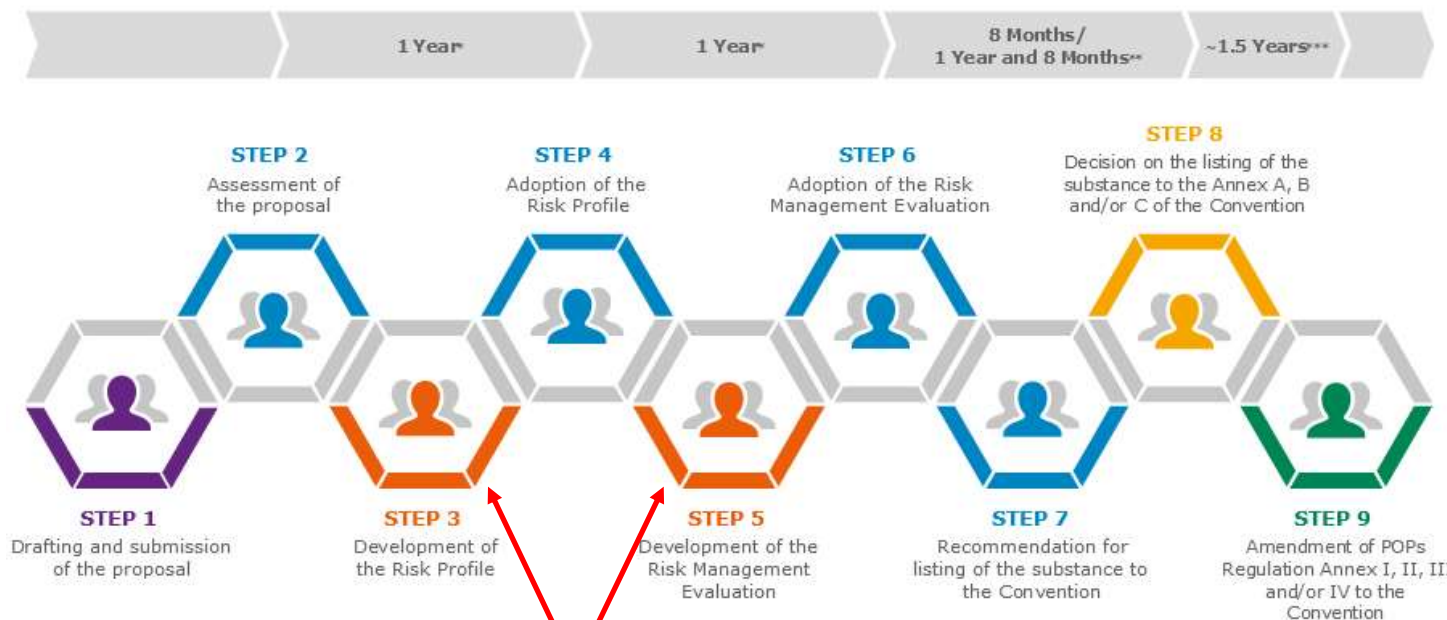 1 Year*
1 Year*
8 Months/
1 Year and 8 Months**
~1.5 Years***
STEP 2
Assessment of
the proposal
STEP 4
Adoption of the
Risk Profile
STEP 6
Adoption of the Risk
Management Evaluation
STEP 8
Decision on the listing of the
substance to the Annex A, B
and/or C of the Convention
STEP 1
Drafting and submission
of the proposal
STEP 3
Development of
the Risk Profile
STEP 5
Development of the
Risk Management
Evaluation
STEP 7
Recommendation for
listing of the substance to
the Convention
STEP 9
Amendment of POPs
Regulation Annex I, II, II
and/or IV to the
Convention